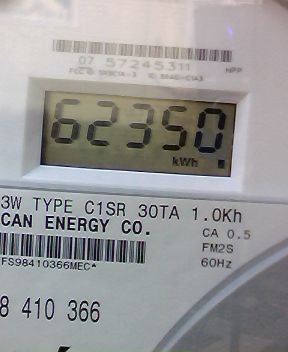 07 57245311
NPP
62350
kWh
3W TYPE C1SR 30TA 1.0Kh
CAN ENERGY CO.
CA 0.5
FM2S
60Hz
FS98410366MEC*
8 410 366